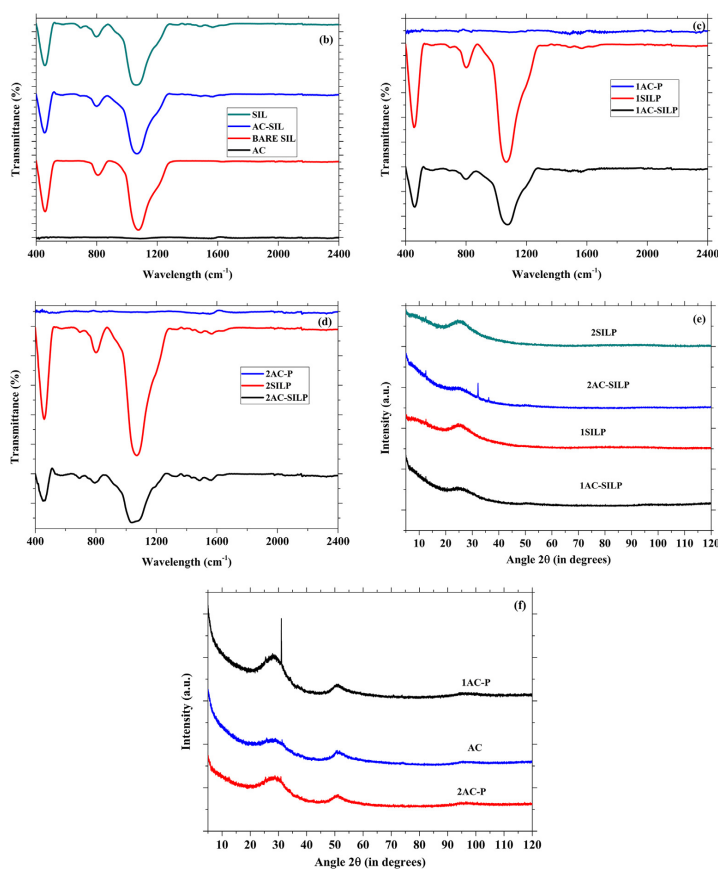 (b)
Transmittance (%)
SIL
AC-SIL
BARE SIL
AC
400 800 1200 1600 2000 2400
Wavelength (cm⁻¹)
(c)
Transmittance (%)
1AC-P
1SILP
1AC-SILP
400 800 1200 1600 2000 2400
Wavelength (cm⁻¹)
(d)
Transmittance (%)
2AC-P
2SILP
2AC-SILP
400 800 1200 1600 2000 2400
Wavelength (cm⁻¹)
(e)
Intensity (a.u.)
2SILP
2AC-SILP
1SILP
1AC-SILP
10 20 30 40 50 60 70 80 90 100 110 120
Angle 2θ (in degrees)
(f)
Intensity (a.u.)
1AC-P
AC
2AC-P
10 20 30 40 50 60 70 80 90 100 110 120
Angle 2θ (in degrees)